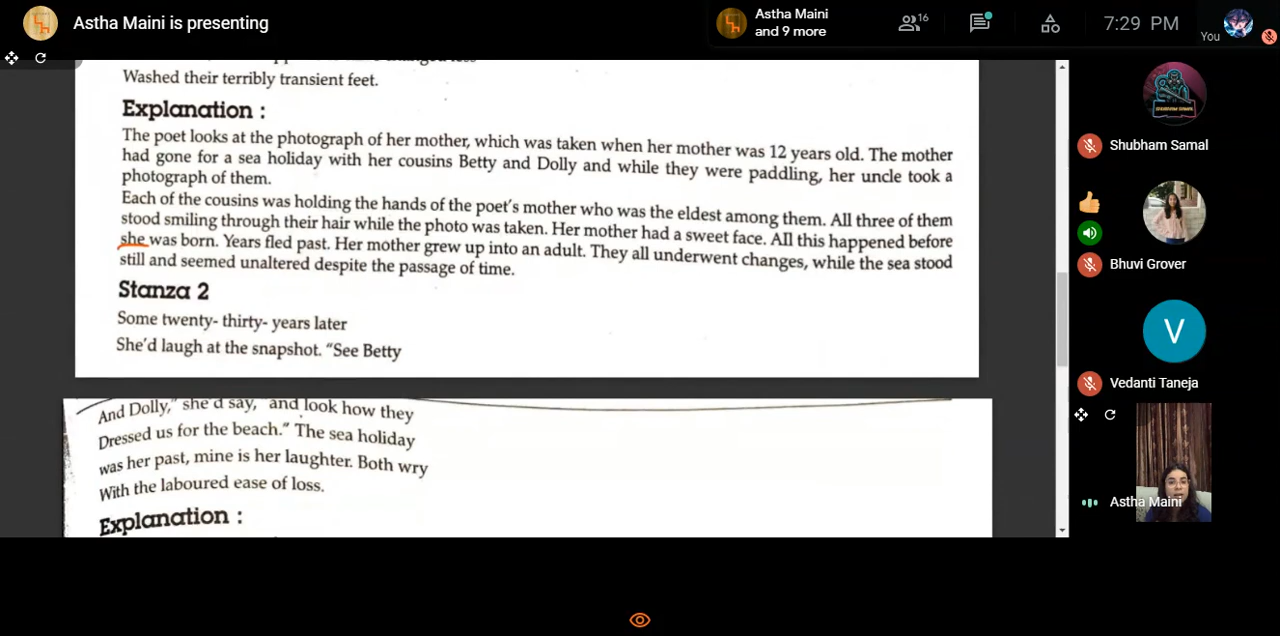 Astha Maini is presenting
Astha Maini
and 9 more
16
7:29 PM
You
Washed their terribly transient feet.
Explanation :
The poet looks at the photograph of her mother, which was taken when her mother was 12 years old. The mother
had gone for a sea holiday with her cousins Betty and Dolly and while they were paddling, her uncle took a
photograph of them.
Each of the cousins was holding the hands of the poet's mother who was the eldest among them. All three of them
stood smiling through their hair while the photo was taken. Her mother had a sweet face. All this happened before
she was born. Years fled past. Her mother grew up into an adult. They all underwent changes, while the sea stood
still and seemed unaltered despite the passage of time.
Stanza 2
Some twenty- thirty- years later
She'd laugh at the snapshot. "See Betty
And Dolly," she'd say, "and look how they
Dressed us for the beach." The sea holiday
was her past, mine is her laughter. Both wry
With the laboured ease of loss.
Explanation :
Shubham Samal
Bhuvi Grover
V
Vedanti Taneja
Astha Maini